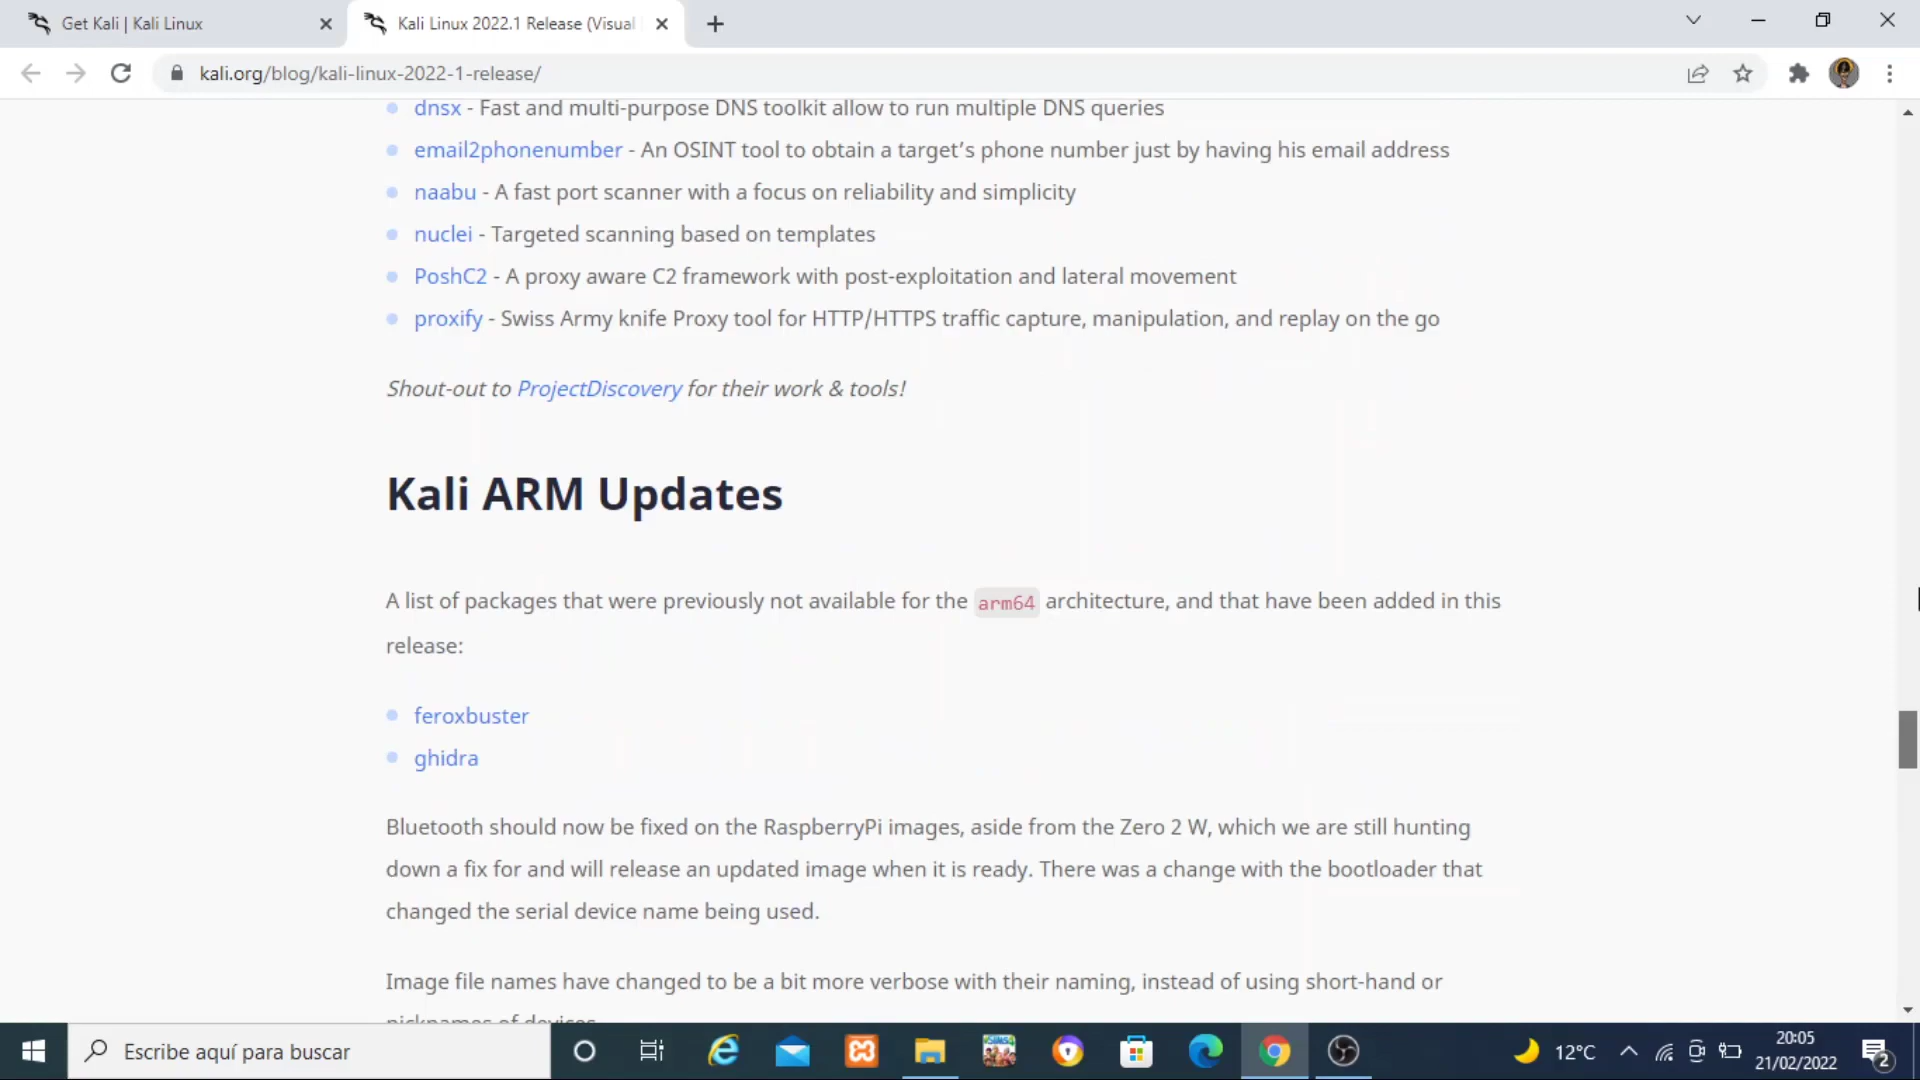 Get Kali | Kali Linux
Kali Linux 2022.1 Release (Visual
kali.org/blog/kali-linux-2022-1-release/
dnsx - Fast and multi-purpose DNS toolkit allow to run multiple DNS queries
email2phonenumber - An OSINT tool to obtain a target’s phone number just by having his email address
naabu - A fast port scanner with a focus on reliability and simplicity
nuclei - Targeted scanning based on templates
PoshC2 - A proxy aware C2 framework with post-exploitation and lateral movement
proxify - Swiss Army knife Proxy tool for HTTP/HTTPS traffic capture, manipulation, and replay on the go
Shout-out to ProjectDiscovery for their work & tools!
Kali ARM Updates
A list of packages that were previously not available for the arm64 architecture, and that have been added in this
release:
feroxbuster
ghidra
Bluetooth should now be fixed on the RaspberryPi images, aside from the Zero 2 W, which we are still hunting
down a fix for and will release an updated image when it is ready. There was a change with the bootloader that
changed the serial device name being used.
Image file names have changed to be a bit more verbose with their naming, instead of using short-hand or
nicknames of devices.
Escribe aquí para buscar
12°C
20:05
21/02/2022
2